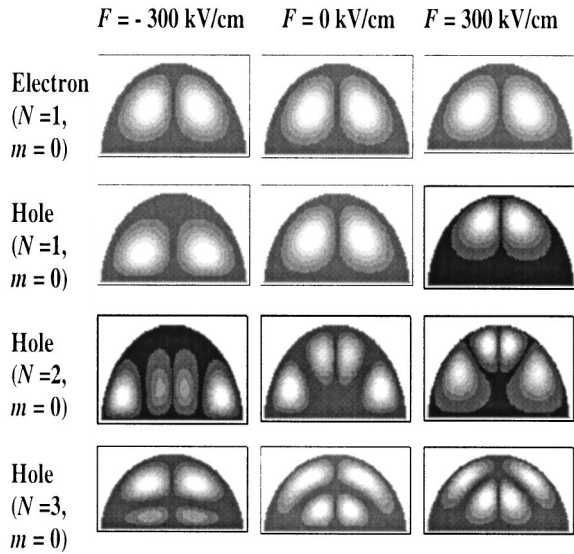 F = - 300 kV/cm F = 0 kV/cm F = 300 kV/cm
Electron
(N =1,
m = 0)
Hole
(N =1,
m = 0)
Hole
(N =2,
m = 0)
Hole
(N =3,
m = 0)